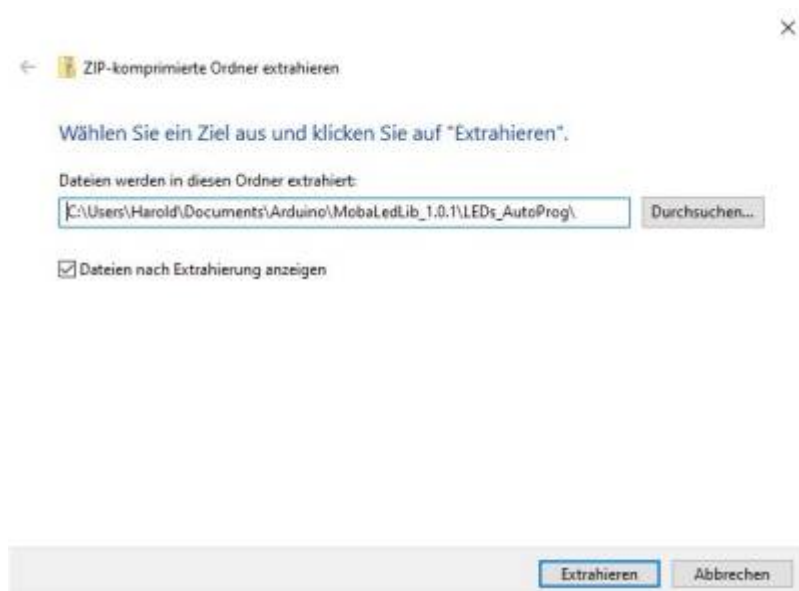 ZIP-komprimierte Ordner extrahieren
Wählen Sie ein Ziel aus und klicken Sie auf "Extrahieren".
Dateien werden in diesen Ordner extrahiert:
C:\Users\Harold\Documents\Arduino\MobaLedLib_1.0.1\LEDs_AutoProg\
Durchsuchen...
Dateien nach Extrahierung anzeigen
Extrahieren
Abbrechen